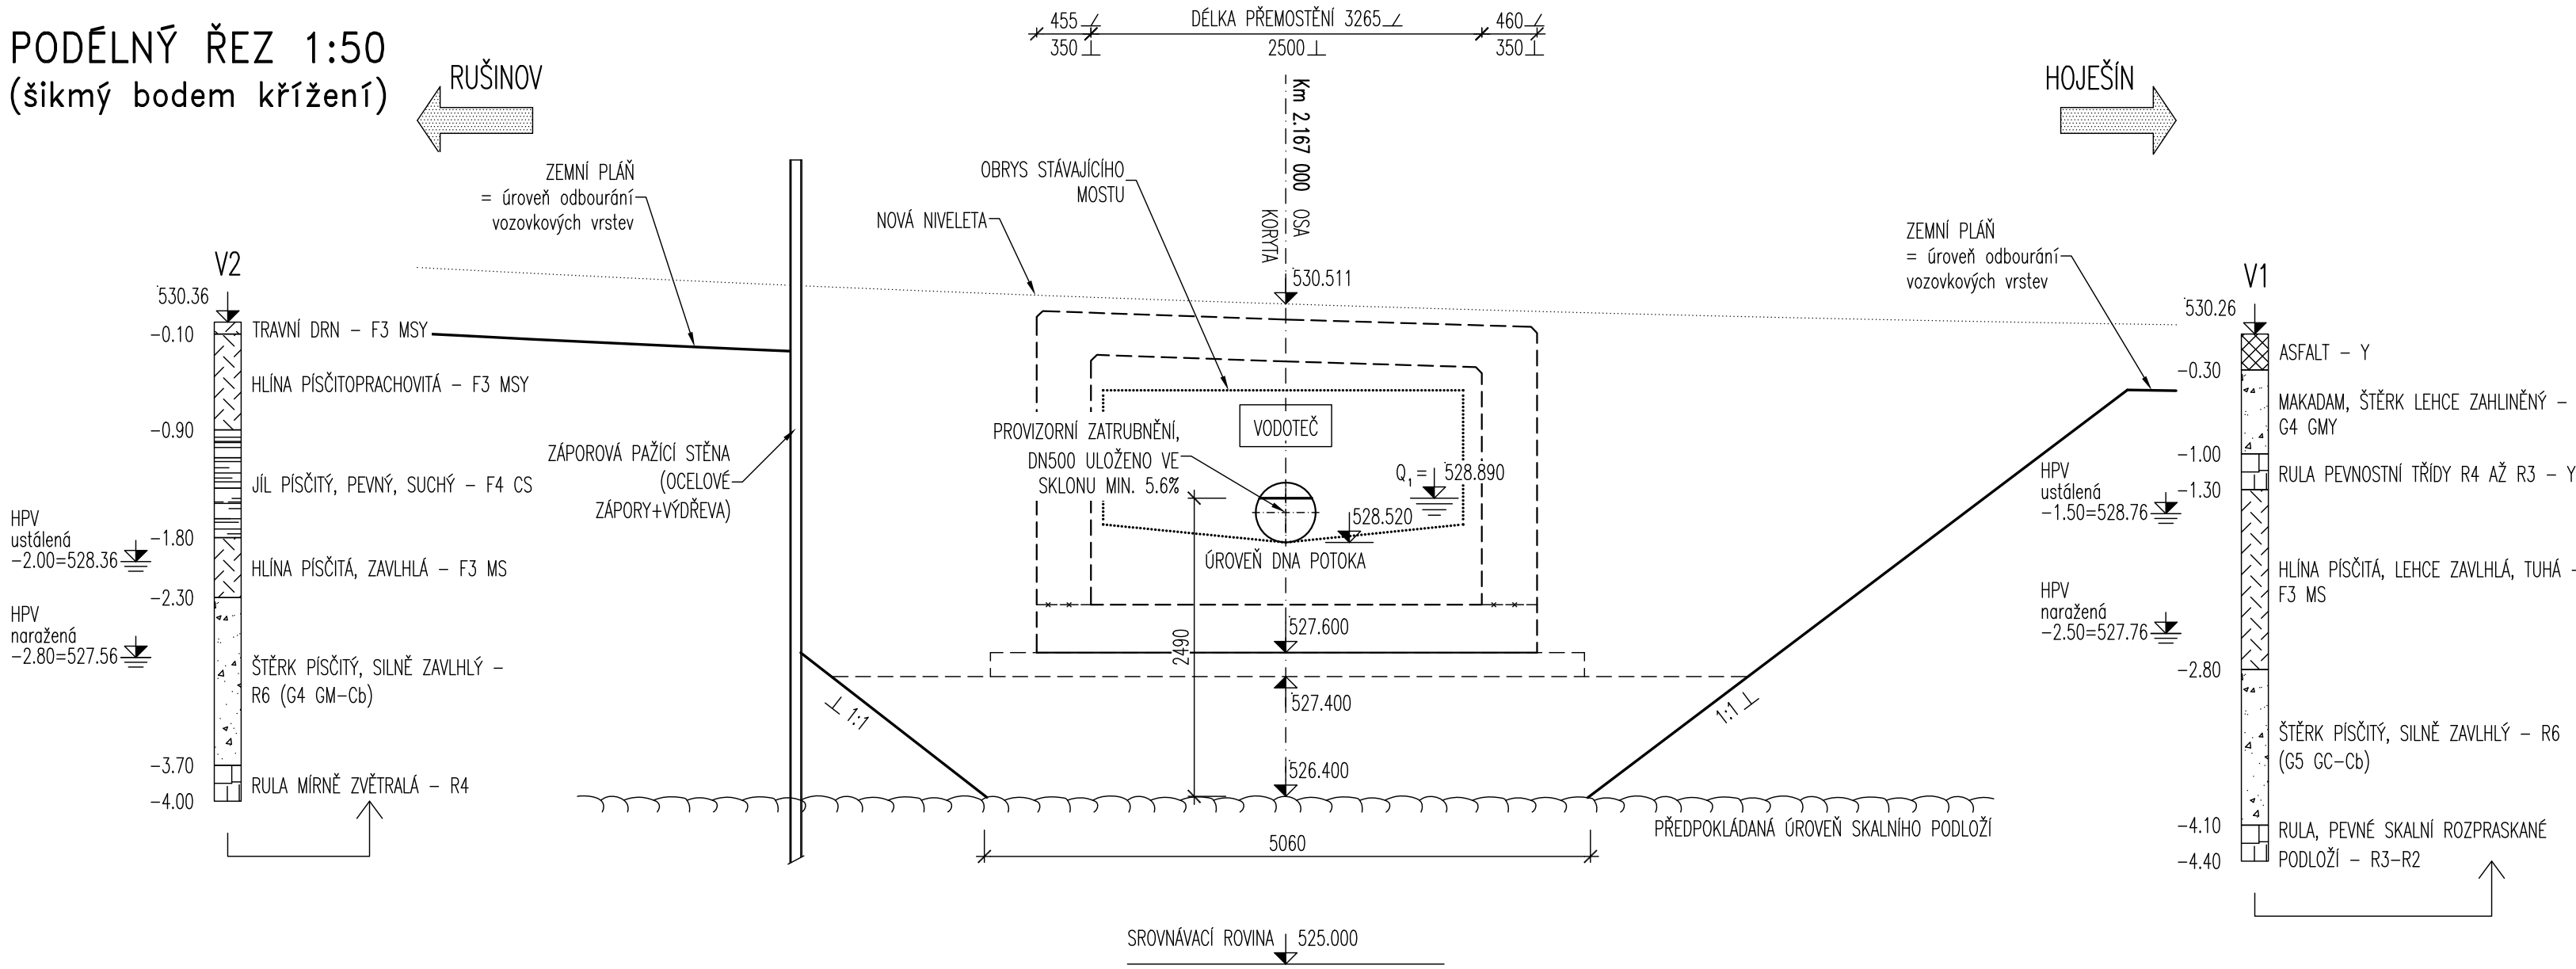 PODÉLNÝ ŘEZ 1:50
(šikmý bodem křížení)
RUŠINOV
HOJEŠÍN
455
DÉLKA PŘEMOSTĚNÍ 3265
460
350
2500
350
Km 2.167 000
OSA
KORYTA
ZEMNÍ PLÁŇ
= úroveň odbourání
vozovkových vrstev
OBRYS STÁVAJÍCÍHO
MOSTU
NOVÁ NIVELETA
530.511
ZEMNÍ PLÁŇ
= úroveň odbourání
vozovkových vrstev
V2
530.36
-0.10
TRAVNÍ DRN – F3 MSY
HLÍNA PÍSČITOPRACHOVITÁ – F3 MSY
-0.90
JÍL PÍSČITÝ, PEVNÝ, SUCHÝ – F4 CS
-1.80
HPV
ustálená
-2.00=528.36
HLÍNA PÍSČITÁ, ZAVLHLÁ – F3 MS
-2.30
HPV
naražená
-2.80=527.56
ŠTĚRK PÍSČITÝ, SILNĚ ZAVLHLÝ –
R6 (G4 GM-Cb)
-3.70
RULA MÍRNĚ ZVĚTRALÁ – R4
-4.00
ZÁPOROVÁ PAŽÍCÍ STĚNA
(OCELOVÉ
ZÁPORY+VÝDŘEVA)
VODOTEČ
PROVIZORNÍ ZATRUBNĚNÍ,
DN500 ULOŽENO VE
SKLONU MIN. 5.6%
Q1= 528.890
528.520
ÚROVEŇ DNA POTOKA
2490
527.600
527.400
526.400
1:1
1:1
5060
PŘEDPOKLÁDANÁ ÚROVEŇ SKALNÍHO PODLOŽÍ
SROVNÁVACÍ ROVINA 525.000
V1
530.26
ASFALT – Y
-0.30
MAKADAM, ŠTĚRK LEHCE ZAHLINĚNÝ –
G4 GMY
-1.00
RULA PEVNOSTNÍ TŘÍDY R4 AŽ R3 – Y
-1.30
HPV
ustálená
-1.50=528.76
HLÍNA PÍSČITÁ, LEHCE ZAVLHLÁ, TUHÁ –
F3 MS
HPV
naražená
-2.50=527.76
-2.80
ŠTĚRK PÍSČITÝ, SILNĚ ZAVLHLÝ – R6
(G5 GC-Cb)
-4.10
RULA, PEVNÉ SKALNÍ ROZPRASKANÉ
PODLOŽÍ – R3-R2
-4.40